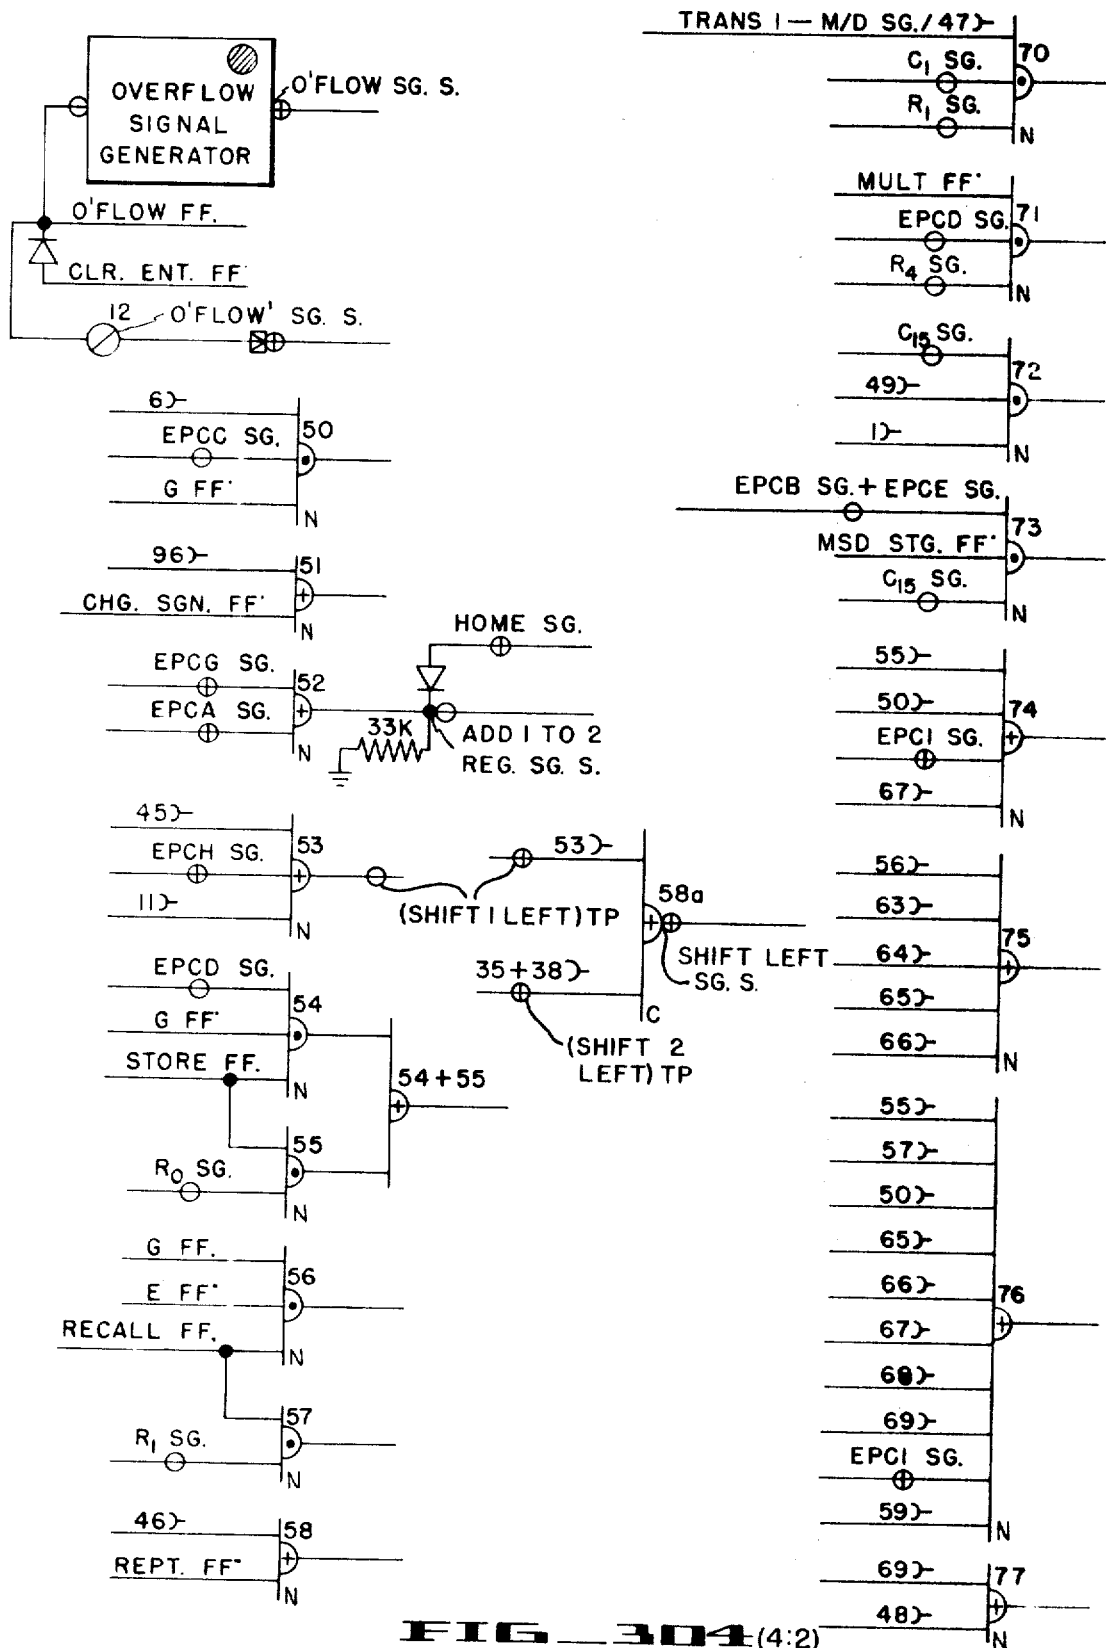 OVERFLOW
SIGNAL
GENERATOR
O'FLOW SG. S.
O'FLOW FF.
CLR. ENT. FF'
12
O'FLOW' SG. S.
6)-
EPCC SG.
G FF'
50
N
96)-
CHG. SGN. FF'
51
N
EPCG SG.
EPCA SG.
52
N
HOME SG.
33K
ADD 1 TO 2
REG. SG. S.
45)-
EPCH SG.
11)-
53
N
(SHIFT 1 LEFT) TP
53)-
35+38)-
58a
C
SHIFT LEFT
SG. S.
(SHIFT 2
LEFT) TP
EPCD SG.
G FF'
STORE FF.
54
N
54+55
R0 SG.
55
N
G FF.
E FF'
RECALL FF.
56
N
R1 SG.
57
N
46)-
REPT. FF'
58
N
TRANS 1 — M/D SG./47)-
C1 SG.
R1 SG.
70
N
MULT FF'
EPCD SG.
R4 SG.
71
N
C15 SG.
49)-
1)-
72
N
EPCB SG. + EPCE SG.
MSD STG. FF'
C15 SG.
73
N
55)-
50)-
EPCI SG.
67)-
74
N
56)-
63)-
64)-
65)-
66)-
75
N
55)-
57)-
50)-
65)-
66)-
67)-
68)-
69)-
EPCI SG.
59)-
76
N
69)-
48)-
77
N
FIG_304(4:2)